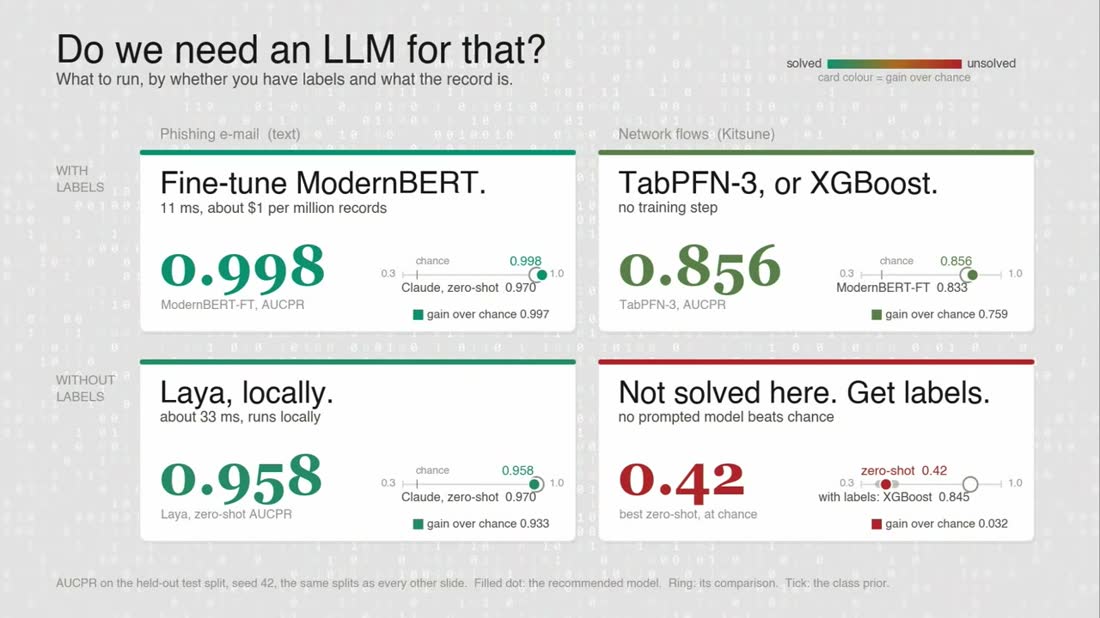 Do we need an LLM for that?
What to run, by whether you have labels and what the record is.
solved unsolved
card colour = gain over chance
Phishing e-mail (text)
Network flows (Kitsune)
WITH
LABELS
Fine-tune ModernBERT.
11 ms, about $1 per million records
0.998
ModernBERT-FT, AUCPR
chance 0.998
0.3 1.0
Claude, zero-shot 0.970
gain over chance 0.997
TabPFN-3, or XGBoost.
no training step
0.856
TabPFN-3, AUCPR
chance 0.856
0.3 1.0
ModernBERT-FT 0.833
gain over chance 0.759
WITHOUT
LABELS
Laya, locally.
about 33 ms, runs locally
0.958
Laya, zero-shot AUCPR
chance 0.958
0.3 1.0
Claude, zero-shot 0.970
gain over chance 0.933
Not solved here. Get labels.
no prompted model beats chance
0.42
best zero-shot, at chance
zero-shot 0.42
0.3 1.0
with labels: XGBoost 0.845
gain over chance 0.032
AUCPR on the held-out test split, seed 42, the same splits as every other slide. Filled dot: the recommended model. Ring: its comparison. Tick: the class prior.